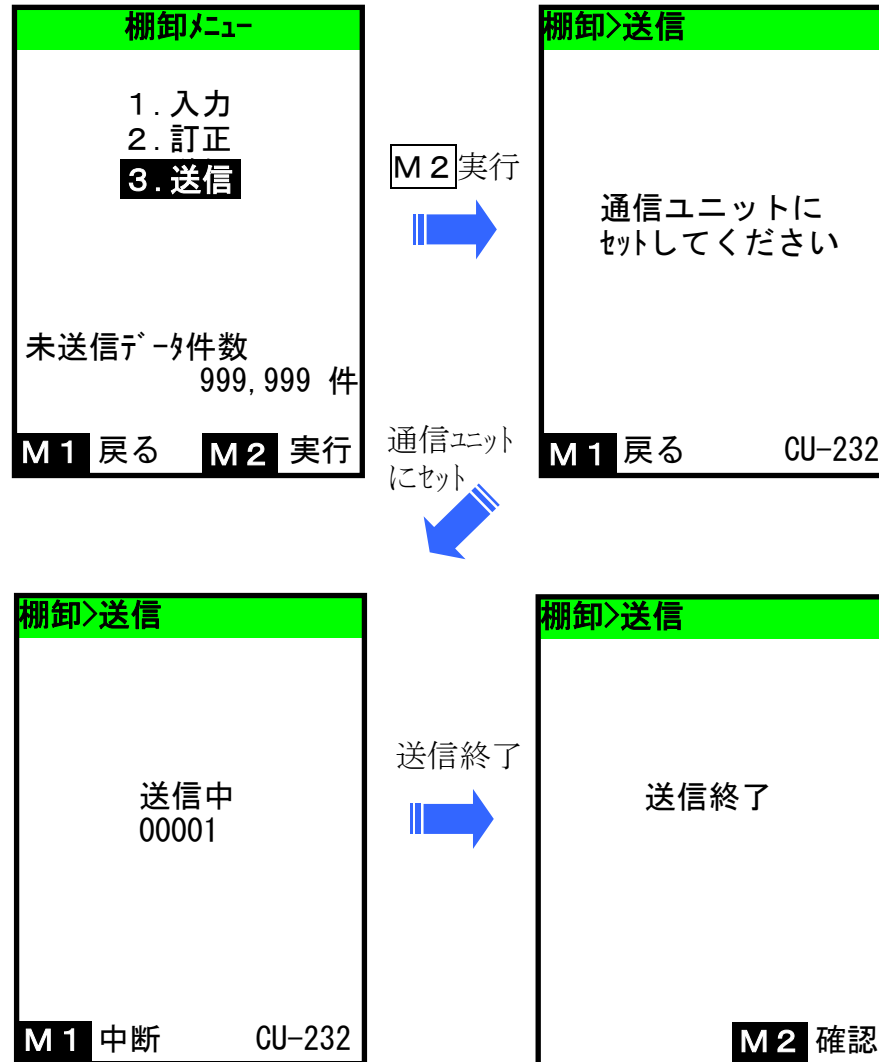 棚卸ﾒﾆｭｰ
1.入力
2.訂正
3.送信
未送信ﾃﾞｰﾀ件数
999,999 件
M1 戻る M2 実行
M2 実行
棚卸>送信
通信ユニットに
ｾｯﾄしてください
M1 戻る CU-232
通信ﾕﾆｯﾄ
にｾｯﾄ
棚卸>送信
送信中
00001
M1 中断 CU-232
送信終了
棚卸>送信
送信終了
M2 確認